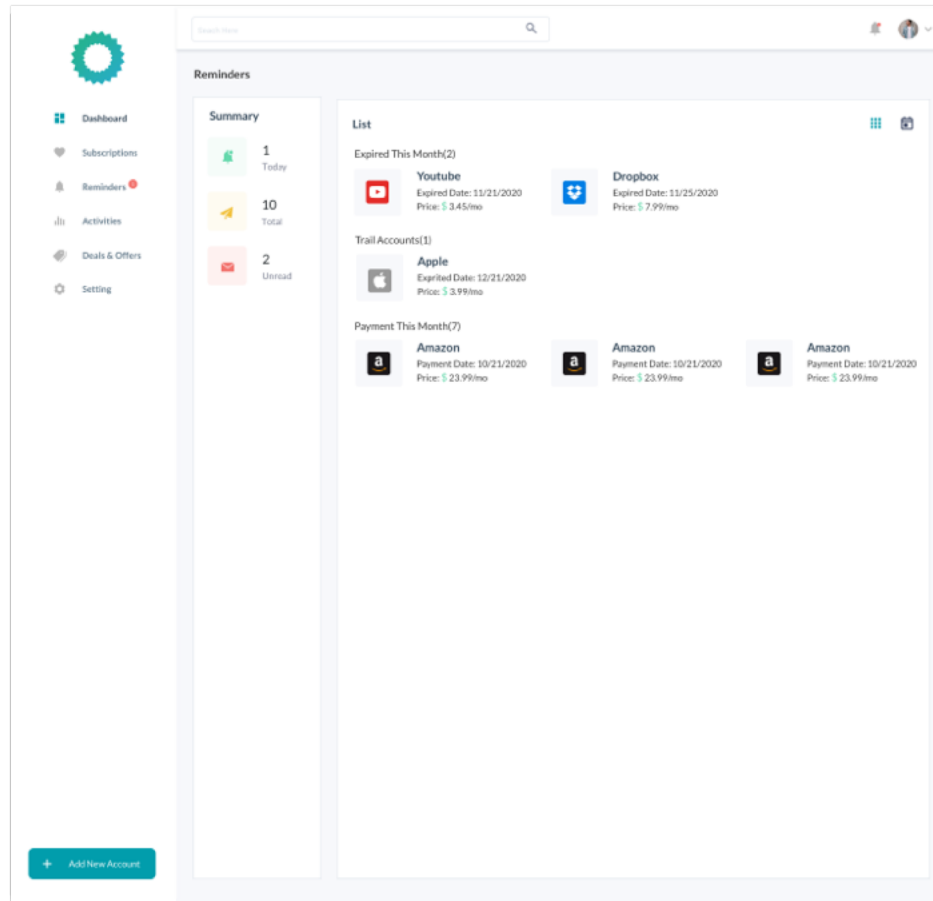 Search Here
Dashboard
Subscriptions
Reminders
Activities
Deals & Offers
Setting
Add New Account
Reminders
Summary
1
Today
10
Total
2
Unread
List
Expired This Month(2)
Youtube
Expired Date: 11/21/2020
Price: $ 3.45/mo
Dropbox
Expired Date: 11/25/2020
Price: $ 7.99/mo
Trail Accounts(1)
Apple
Exprited Date: 12/21/2020
Price: $ 3.99/mo
Payment This Month(7)
Amazon
Payment Date: 10/21/2020
Price: $ 23.99/mo
Amazon
Payment Date: 10/21/2020
Price: $ 23.99/mo
Amazon
Payment Date: 10/21/2020
Price: $ 23.99/mo